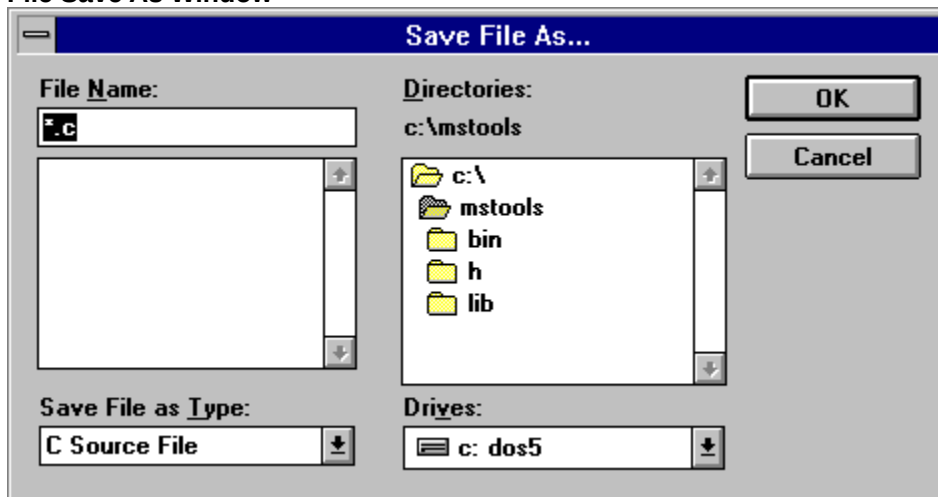 File Save As Window
Save File As...
File Name:
*.c
Directories:
c:\mstools
OK
Cancel
c:\
mstools
bin
h
lib
Save File as Type:
C Source File
Drives:
c: dos5